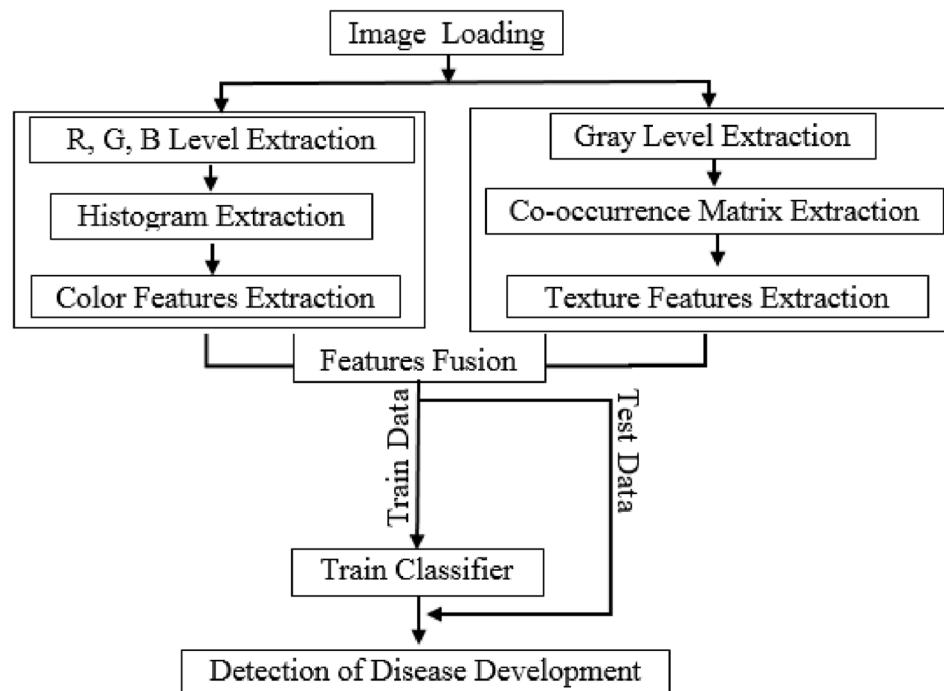 Image Loading
R, G, B Level Extraction
Histogram Extraction
Color Features Extraction
Gray Level Extraction
Co-occurrence Matrix Extraction
Texture Features Extraction
Features Fusion
Train Data
Test Data
Train Classifier
Detection of Disease Development